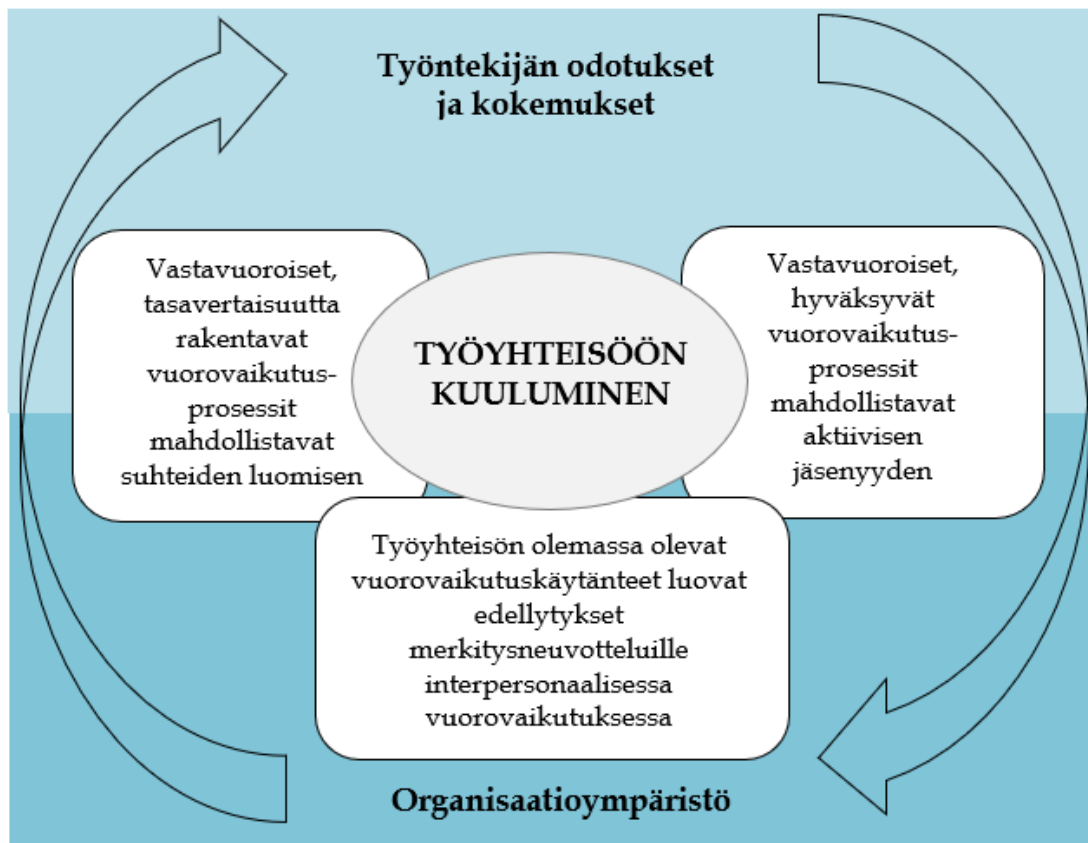 Työntekijän odotukset
ja kokemukset
Vastavuoroiset,
tasavertaisuutta
rakentavat
vuorovaikutus-
prosessit
mahdollistavat
suhteiden luomisen
TYÖYHTEISÖÖN
KUULUMINEN
Vastavuoroiset,
hyväksyvät
vuorovaikutus-
prosessit
mahdollistavat
aktiivisen
jäsenyyden
Työyhteisön olemassa olevat
vuorovaikutuskäytänteet luovat
edellytykset
merkitysneuvotteluille
interpersonaalisessa
vuorovaikutuksessa
Organisaatioympäristö